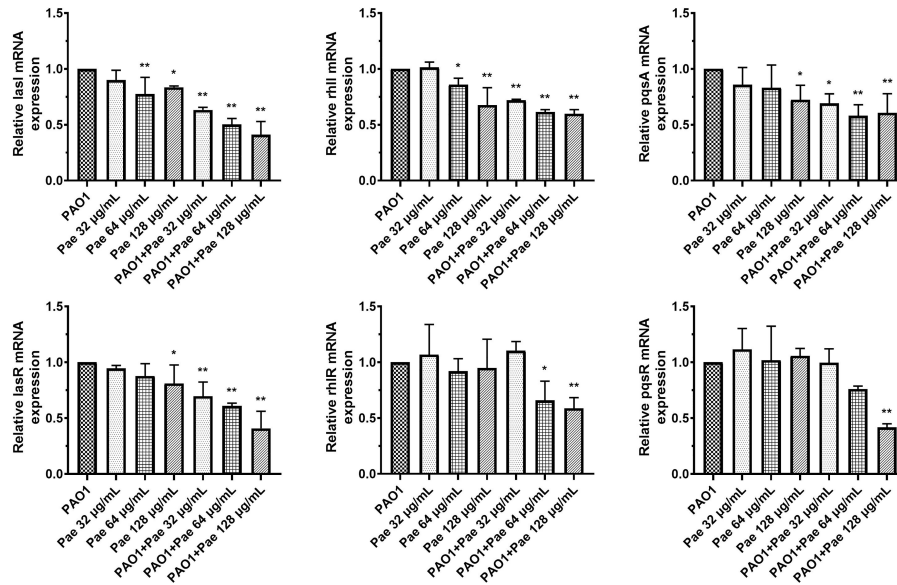 Relative lasI mRNA
expression
1.5
1.0
0.5
0.0
**
*
**
**
**
PAO1
Pae 32 μg/mL
Pae 64 μg/mL
Pae 128 μg/mL
PAO1+Pae 32 μg/mL
PAO1+Pae 64 μg/mL
PAO1+Pae 128 μg/mL
Relative rhlI mRNA
expression
1.5
1.0
0.5
0.0
*
**
**
**
**
PAO1
Pae 32 μg/mL
Pae 64 μg/mL
Pae 128 μg/mL
PAO1+Pae 32 μg/mL
PAO1+Pae 64 μg/mL
PAO1+Pae 128 μg/mL
Relative pqsA mRNA
expression
1.5
1.0
0.5
0.0
*
*
**
**
PAO1
Pae 32 μg/mL
Pae 64 μg/mL
Pae 128 μg/mL
PAO1+Pae 32 μg/mL
PAO1+Pae 64 μg/mL
PAO1+Pae 128 μg/mL
Relative lasR mRNA
expression
1.5
1.0
0.5
0.0
*
**
**
**
PAO1
Pae 32 μg/mL
Pae 64 μg/mL
Pae 128 μg/mL
PAO1+Pae 32 μg/mL
PAO1+Pae 64 μg/mL
PAO1+Pae 128 μg/mL
Relative rhlR mRNA
expression
1.5
1.0
0.5
0.0
*
**
PAO1
Pae 32 μg/mL
Pae 64 μg/mL
Pae 128 μg/mL
PAO1+Pae 32 μg/mL
PAO1+Pae 64 μg/mL
PAO1+Pae 128 μg/mL
Relative pqsR mRNA
expression
1.5
1.0
0.5
0.0
**
PAO1
Pae 32 μg/mL
Pae 64 μg/mL
Pae 128 μg/mL
PAO1+Pae 32 μg/mL
PAO1+Pae 64 μg/mL
PAO1+Pae 128 μg/mL